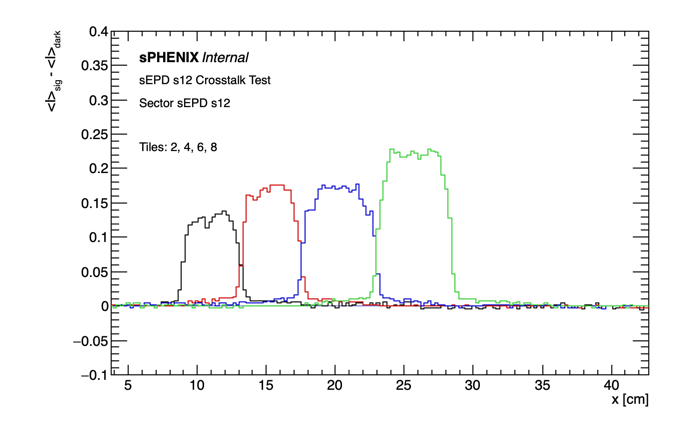 <I>sig - <I>dark
0.4
0.35
0.3
0.25
0.2
0.15
0.1
0.05
0
−0.05
−0.1
sPHENIX Internal
sEPD s12 Crosstalk Test
Sector sEPD s12
Tiles: 2, 4, 6, 8
5 10 15 20 25 30 35 40
x [cm]